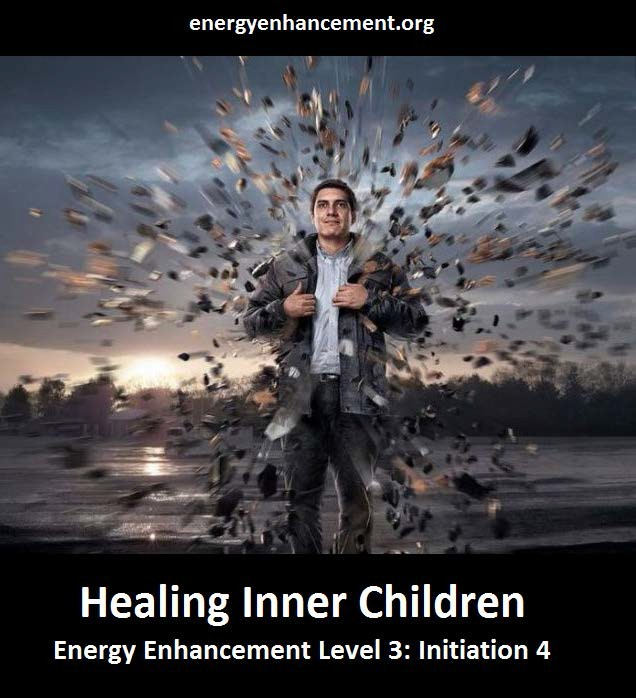 energyenhancement.org
Healing Inner Children
Energy Enhancement Level 3: Initiation 4